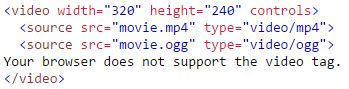 <video width="320" height="240" controls>
  <source src="movie.mp4" type="video/mp4">
  <source src="movie.ogg" type="video/ogg">
Your browser does not support the video tag.
</video>